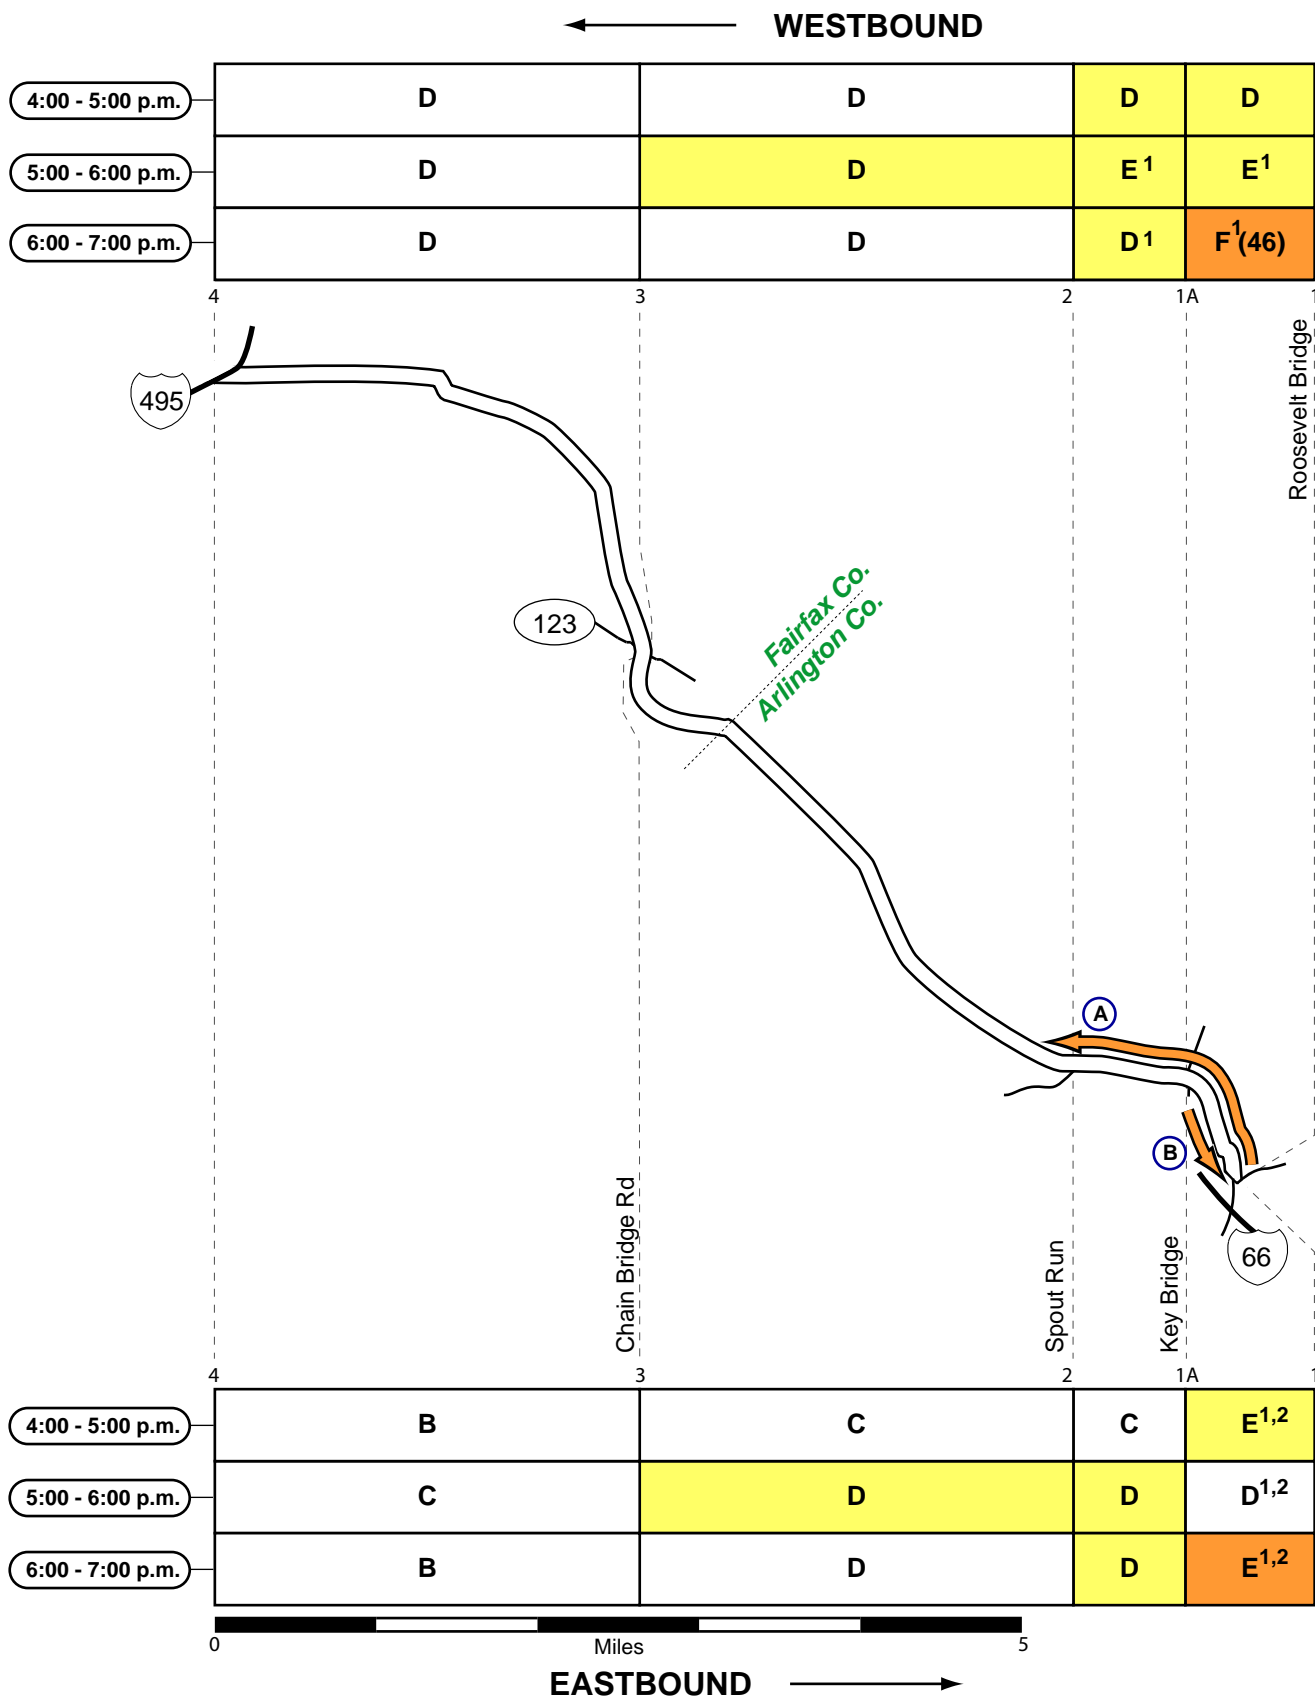 WESTBOUND
4:00 - 5:00 p.m. D D D D
5:00 - 6:00 p.m. D D E¹ E¹
6:00 - 7:00 p.m. D D D¹ F¹(46)
4 3 2 1A 1
Roosevelt Bridge
495
123
Fairfax Co.
Arlington Co.
A
B
66
Chain Bridge Rd
Spout Run
Key Bridge
4 3 2 1A 1
4:00 - 5:00 p.m. B C C E¹,²
5:00 - 6:00 p.m. C D D D¹,²
6:00 - 7:00 p.m. B D D E¹,²
0 Miles 5
EASTBOUND